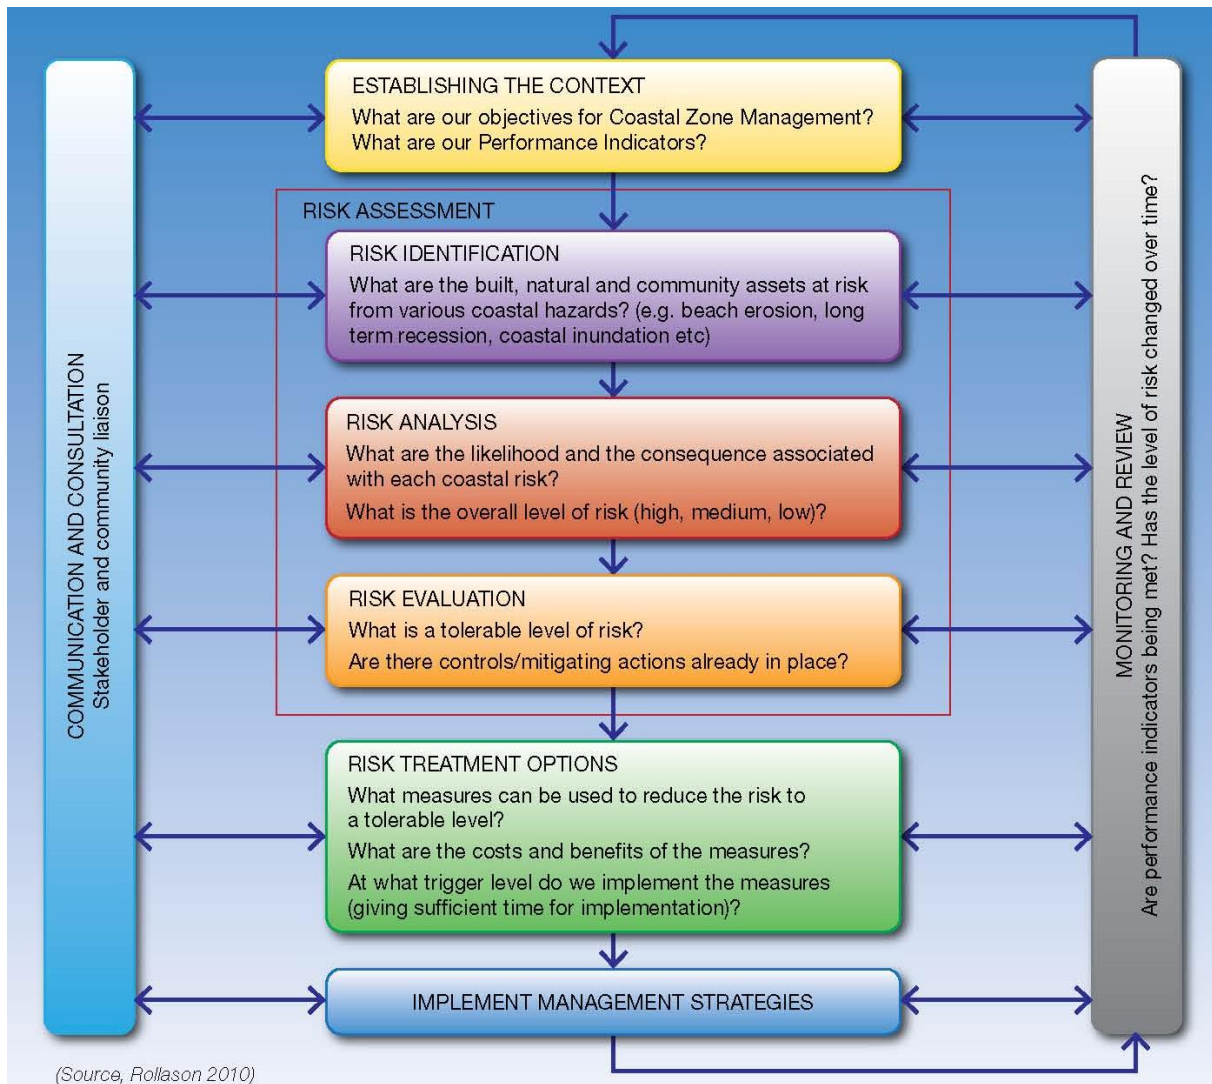 COMMUNICATION AND CONSULTATION
Stakeholder and community liaison
ESTABLISHING THE CONTEXT
What are our objectives for Coastal Zone Management?
What are our Performance Indicators?
RISK ASSESSMENT
RISK IDENTIFICATION
What are the built, natural and community assets at risk
from various coastal hazards? (e.g. beach erosion, long
term recession, coastal inundation etc)
RISK ANALYSIS
What are the likelihood and the consequence associated
with each coastal risk?
What is the overall level of risk (high, medium, low)?
RISK EVALUATION
What is a tolerable level of risk?
Are there controls/mitigating actions already in place?
RISK TREATMENT OPTIONS
What measures can be used to reduce the risk to
a tolerable level?
What are the costs and benefits of the measures?
At what trigger level do we implement the measures
(giving sufficient time for implementation)?
IMPLEMENT MANAGEMENT STRATEGIES
MONITORING AND REVIEW
Are performance indicators being met? Has the level of risk changed over time?
(Source, Rollason 2010)